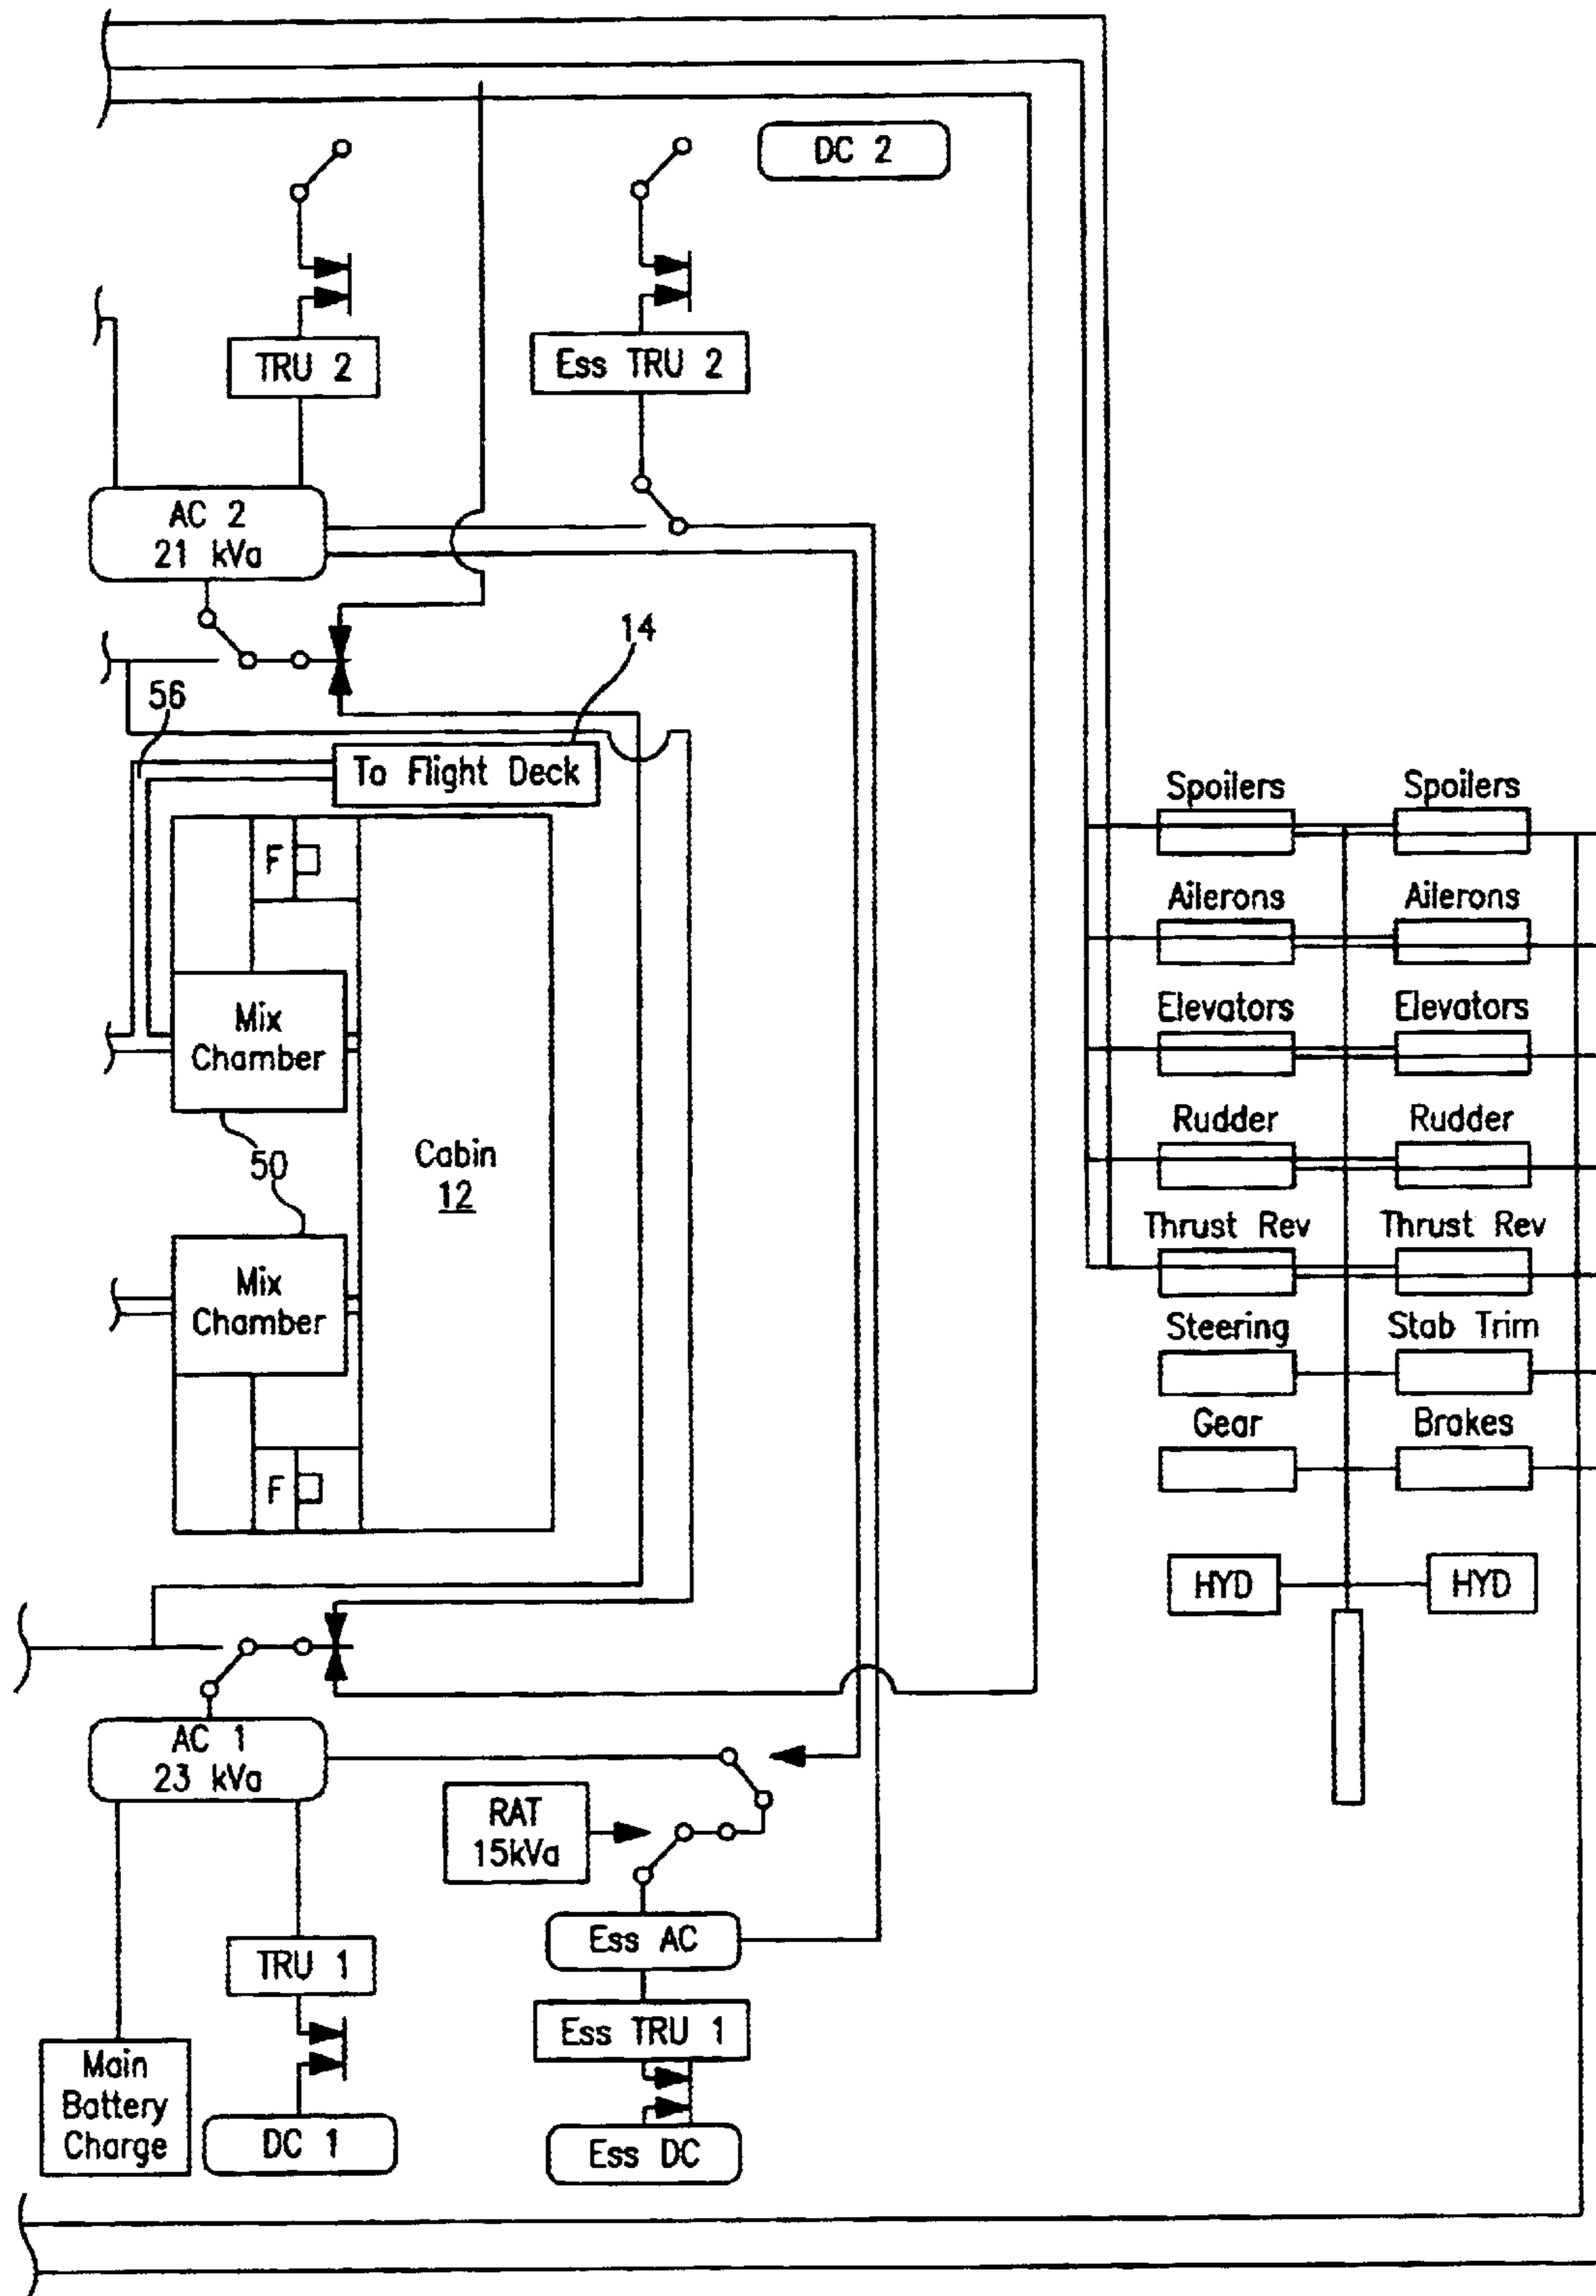 DC 2
TRU 2
Ess TRU 2
AC 2
21 kVa
14
56
To Flight Deck
Spoilers
Spoilers
F
Ailerons
Ailerons
Mix
Chamber
Elevators
Elevators
Rudder
Rudder
50
Cabin
12
Thrust Rev
Thrust Rev
Mix
Chamber
Steering
Stab Trim
Gear
Brakes
F
HYD
HYD
AC 1
23 kVa
RAT
15kVa
Ess AC
TRU 1
Ess TRU 1
Main
Battery
Charge
DC 1
Ess DC